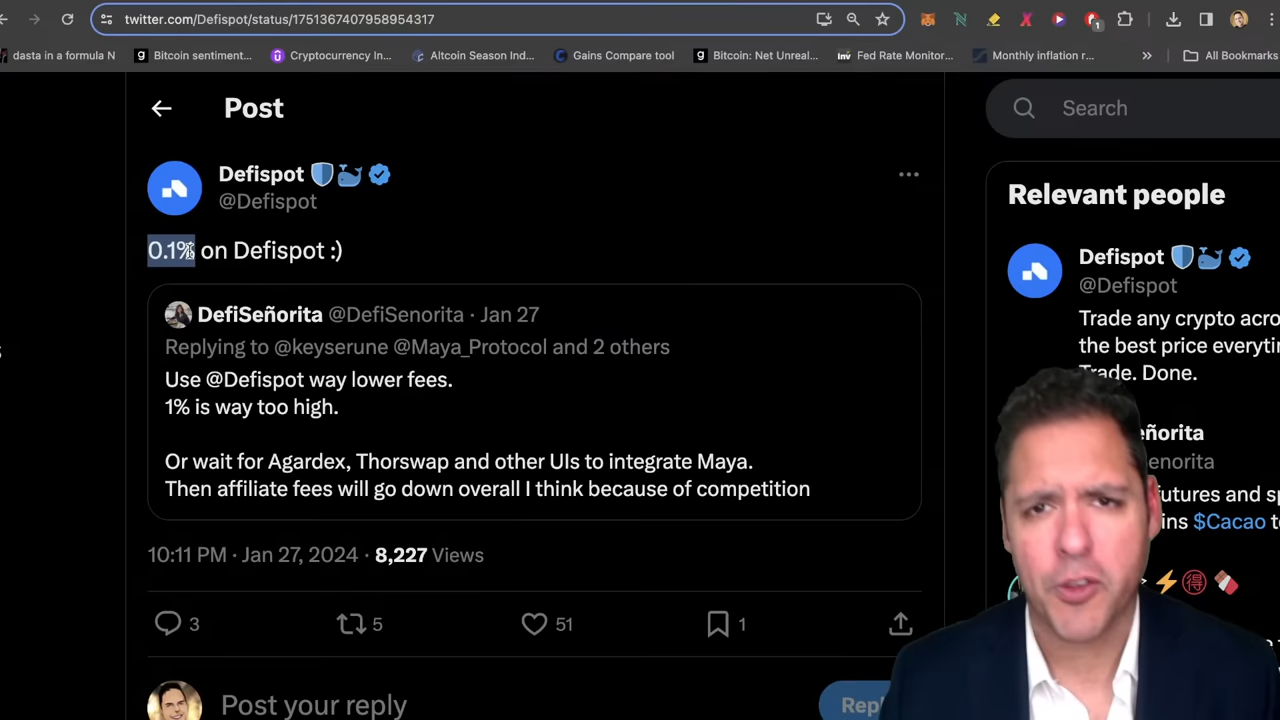 twitter.com/Defispot/status/1751367407958954317
1
dasta in a formula N
Bitcoin sentiment...
Cryptocurrency In...
Altcoin Season Ind...
Gains Compare tool
Bitcoin: Net Unreal...
Inv Fed Rate Monitor...
Monthly inflation r...
»
All Bookmarks
Post
Search
Defispot
@Defispot
0.1% on Defispot :)
DefiSeñorita @DefiSenorita · Jan 27
Replying to @keyserune @Maya_Protocol and 2 others
Use @Defispot way lower fees.
1% is way too high.
Or wait for Agardex, Thorswap and other UIs to integrate Maya.
Then affiliate fees will go down overall I think because of competition
10:11 PM · Jan 27, 2024 · 8,227 Views
3
5
51
1
Post your reply
Relevant people
Defispot
@Defispot
Trade any crypto acro
the best price everytin
Trade. Done.
eñorita
enorita
futures and sp
ins $Cacao to
得